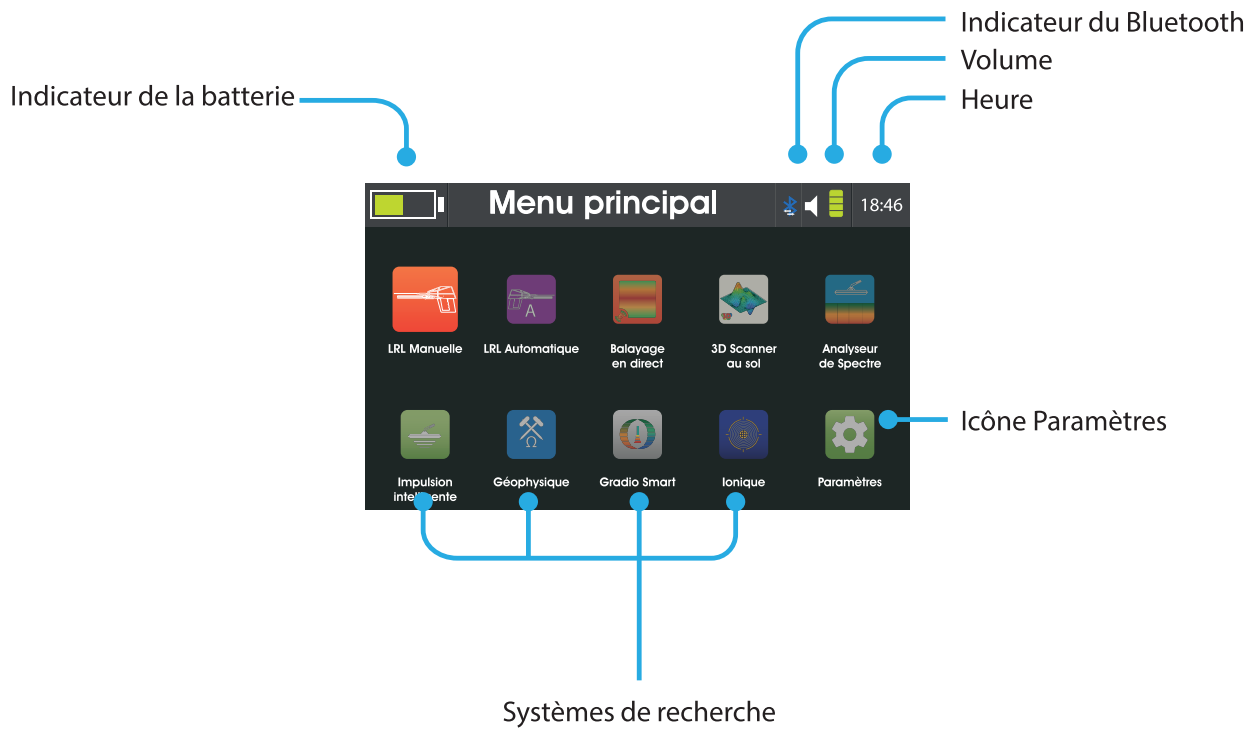 Indicateur du Bluetooth
Volume
Heure
Indicateur de la batterie
Menu principal
18:46
A
LRL Manuelle
LRL Automatique
Balayage
en direct
3D Scanner
au sol
Analyseur
de Spectre
Ω
Icône Paramètres
Impulsion
Géophysique
Gradio Smart
Ionique
Paramètres
Systèmes de recherche